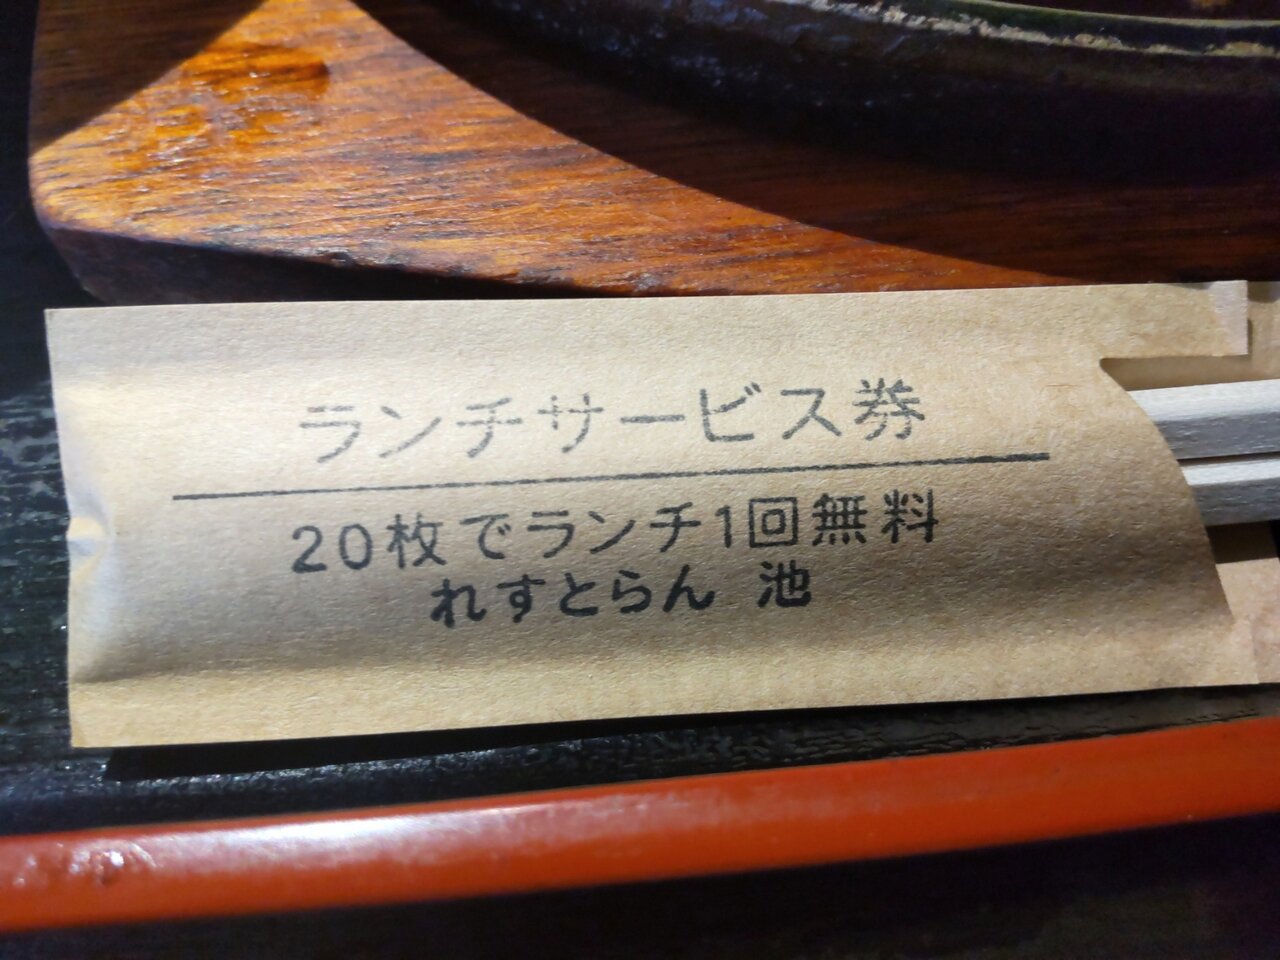 ランチサービス券
20枚でランチ1回無料
れすとらん 池